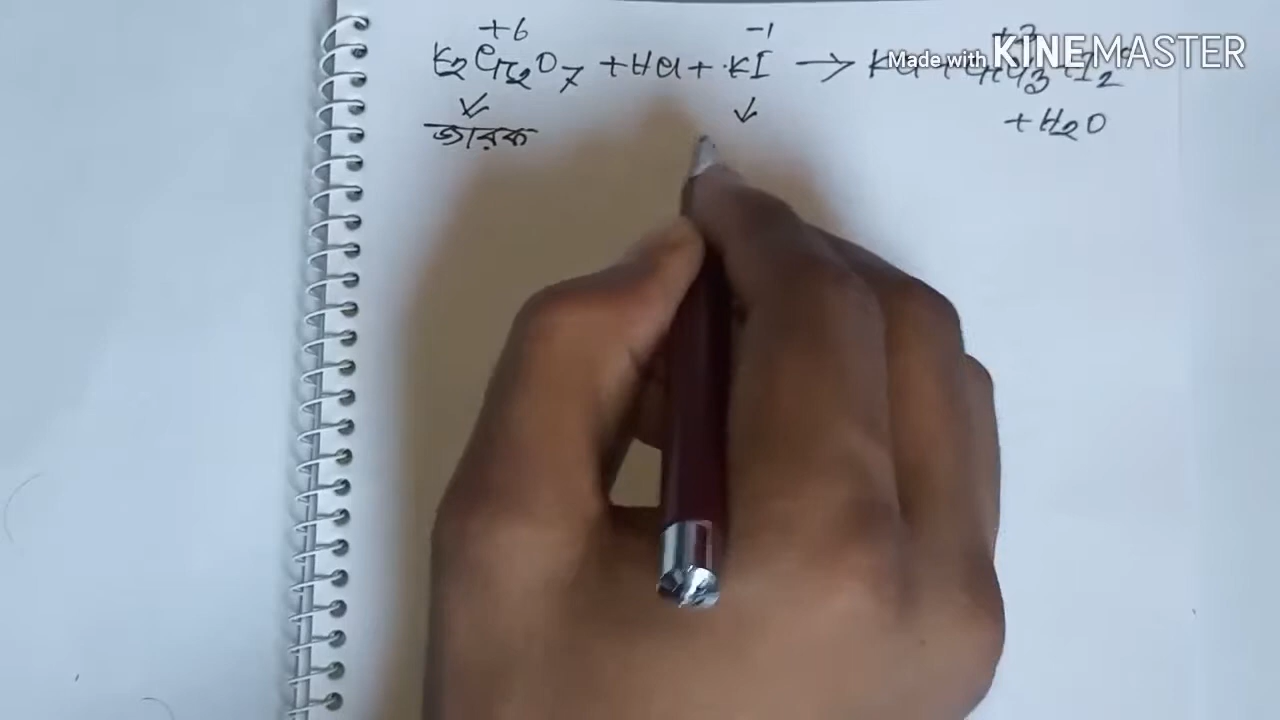 +6 -1 +3
K₂Cr₂O₇ + HCl + KI → KCl + CrCl₃ + I₂
জারক + H₂O
Made with KINEMASTER